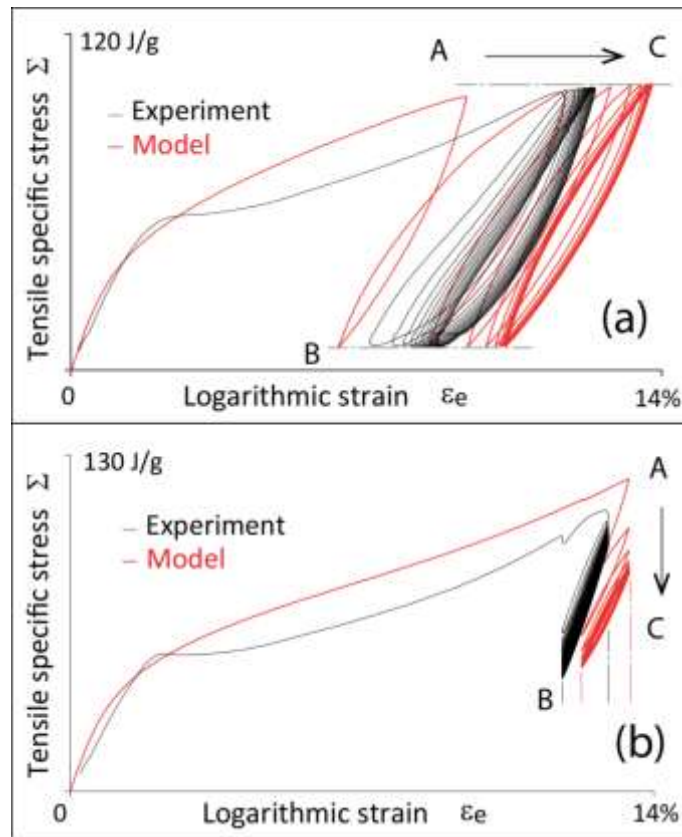 120 J/g
A
C
Experiment
Model
Tensile specific stress Σ
(a)
B
0
Logarithmic strain εe
14%
130 J/g
A
Experiment
Model
Tensile specific stress Σ
C
B
(b)
0
Logarithmic strain εe
14%